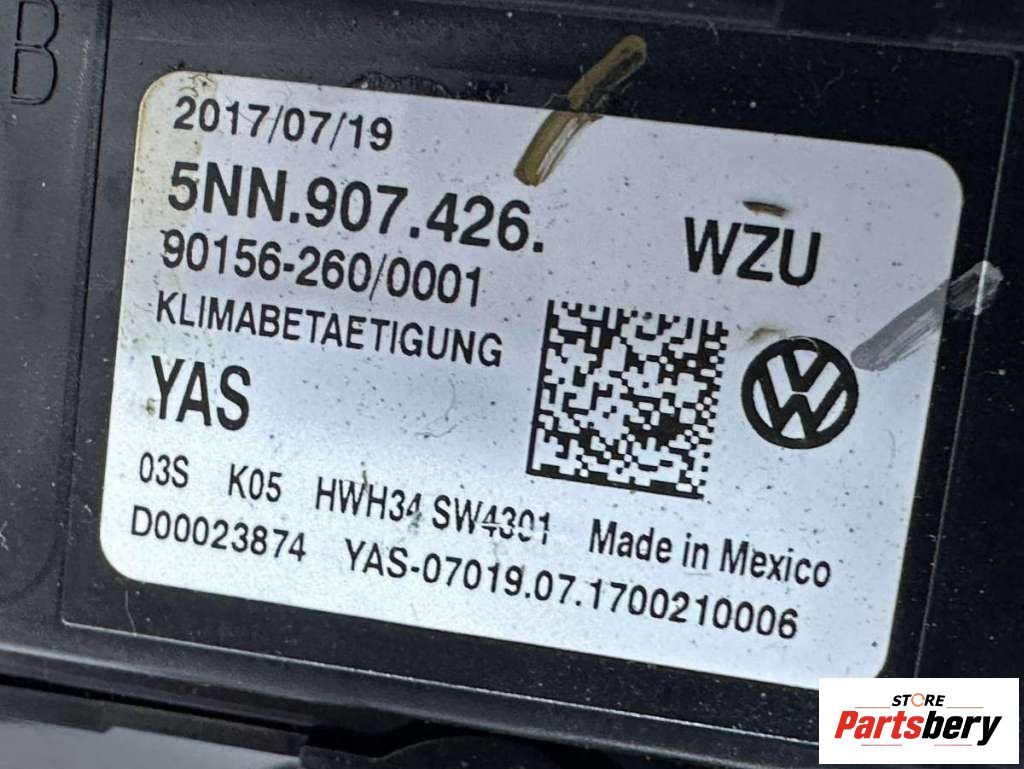 B
2017/07/19
5NN.907.426.
WZU
90156-260/0001
KLIMABETAETIGUNG
YAS
03S K05 HWH34 SW4301 Made in Mexico
D00023874 YAS-07019.07.1700210006
STORE
Partsbery